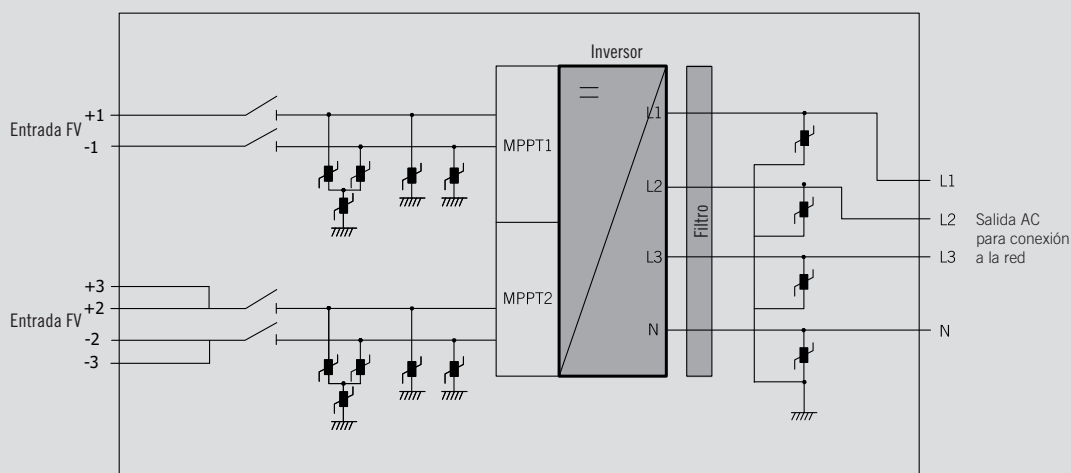 Inversor
Entrada FV
+1
-1
MPPT1
L1
L2
L3
N
Filtro
L1
L2
L3
N
Salida AC
para conexión
a la red
+3
+2
Entrada FV
-2
-3
MPPT2